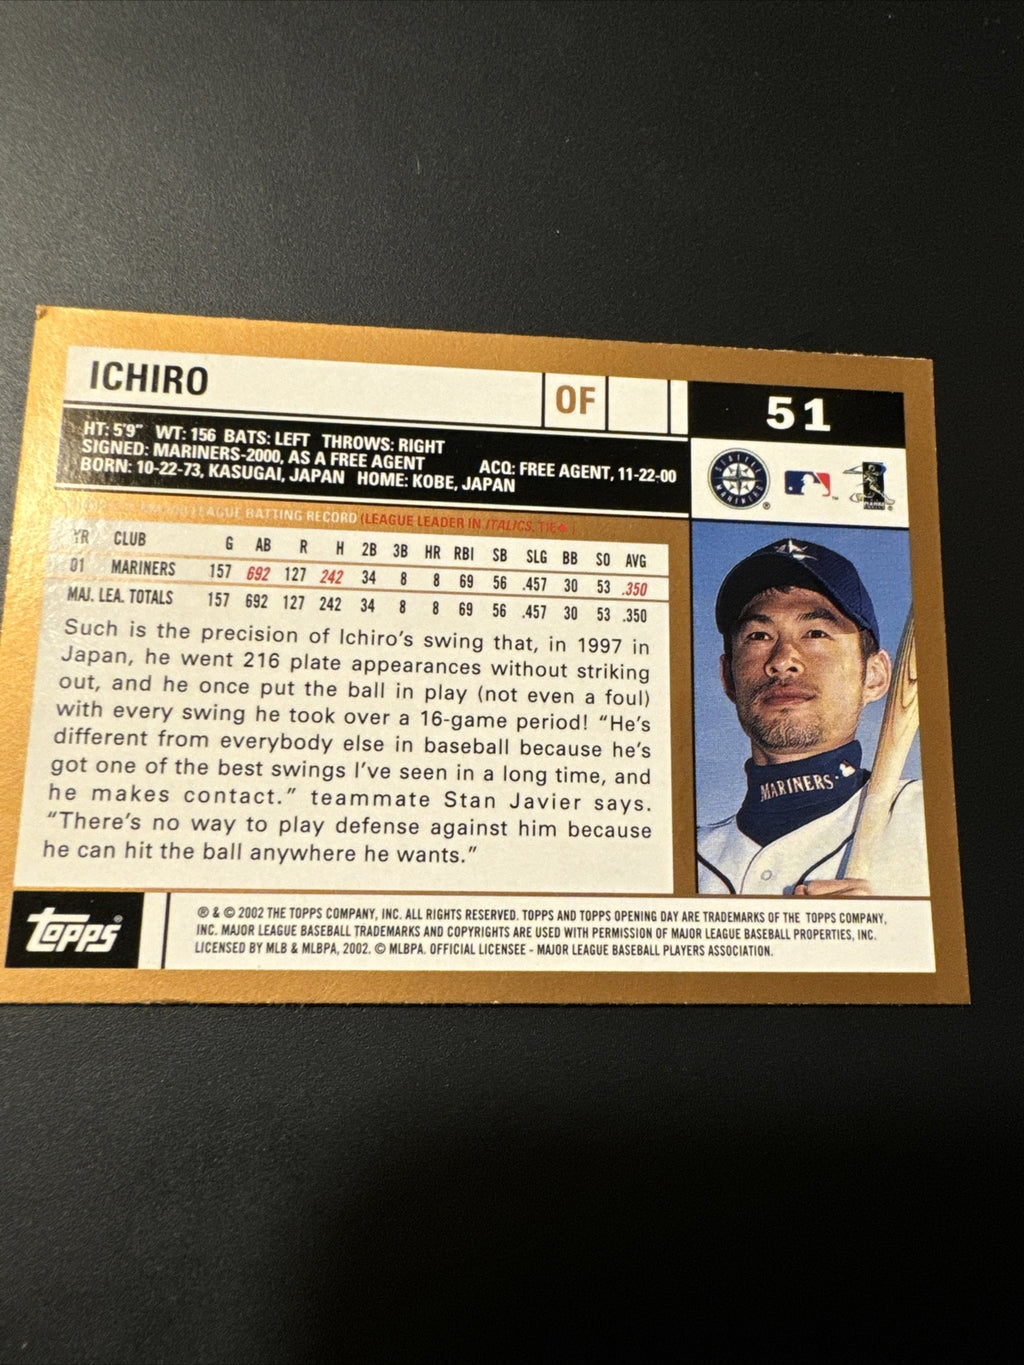 ICHIRO
OF
51
HT: 5'9" WT: 156 BATS: LEFT THROWS: RIGHT
SIGNED: MARINERS-2000, AS A FREE AGENT
ACQ: FREE AGENT, 11-22-00
BORN: 10-22-73, KASUGAI, JAPAN HOME: KOBE, JAPAN
LEAGUE BATTING RECORD (LEAGUE LEADER IN ITALICS, TIE◆)
YR CLUB G AB R H 2B 3B HR RBI SB SLG BB SO AVG
01 MARINERS 157 692 127 242 34 8 8 69 56 .457 30 53 .350
MAJ. LEA. TOTALS 157 692 127 242 34 8 8 69 56 .457 30 53 .350
Such is the precision of Ichiro's swing that, in 1997 in
Japan, he went 216 plate appearances without striking
out, and he once put the ball in play (not even a foul)
with every swing he took over a 16-game period! "He's
different from everybody else in baseball because he's
got one of the best swings I've seen in a long time, and
he makes contact." teammate Stan Javier says.
"There's no way to play defense against him because
he can hit the ball anywhere he wants."
SEATTLE MARINERS ®
™
MARINERS
Topps ®
® & © 2002 THE TOPPS COMPANY, INC. ALL RIGHTS RESERVED. TOPPS AND TOPPS OPENING DAY ARE TRADEMARKS OF THE TOPPS COMPANY,
INC. MAJOR LEAGUE BASEBALL TRADEMARKS AND COPYRIGHTS ARE USED WITH PERMISSION OF MAJOR LEAGUE BASEBALL PROPERTIES, INC.
LICENSED BY MLB & MLBPA, 2002. © MLBPA. OFFICIAL LICENSEE - MAJOR LEAGUE BASEBALL PLAYERS ASSOCIATION.